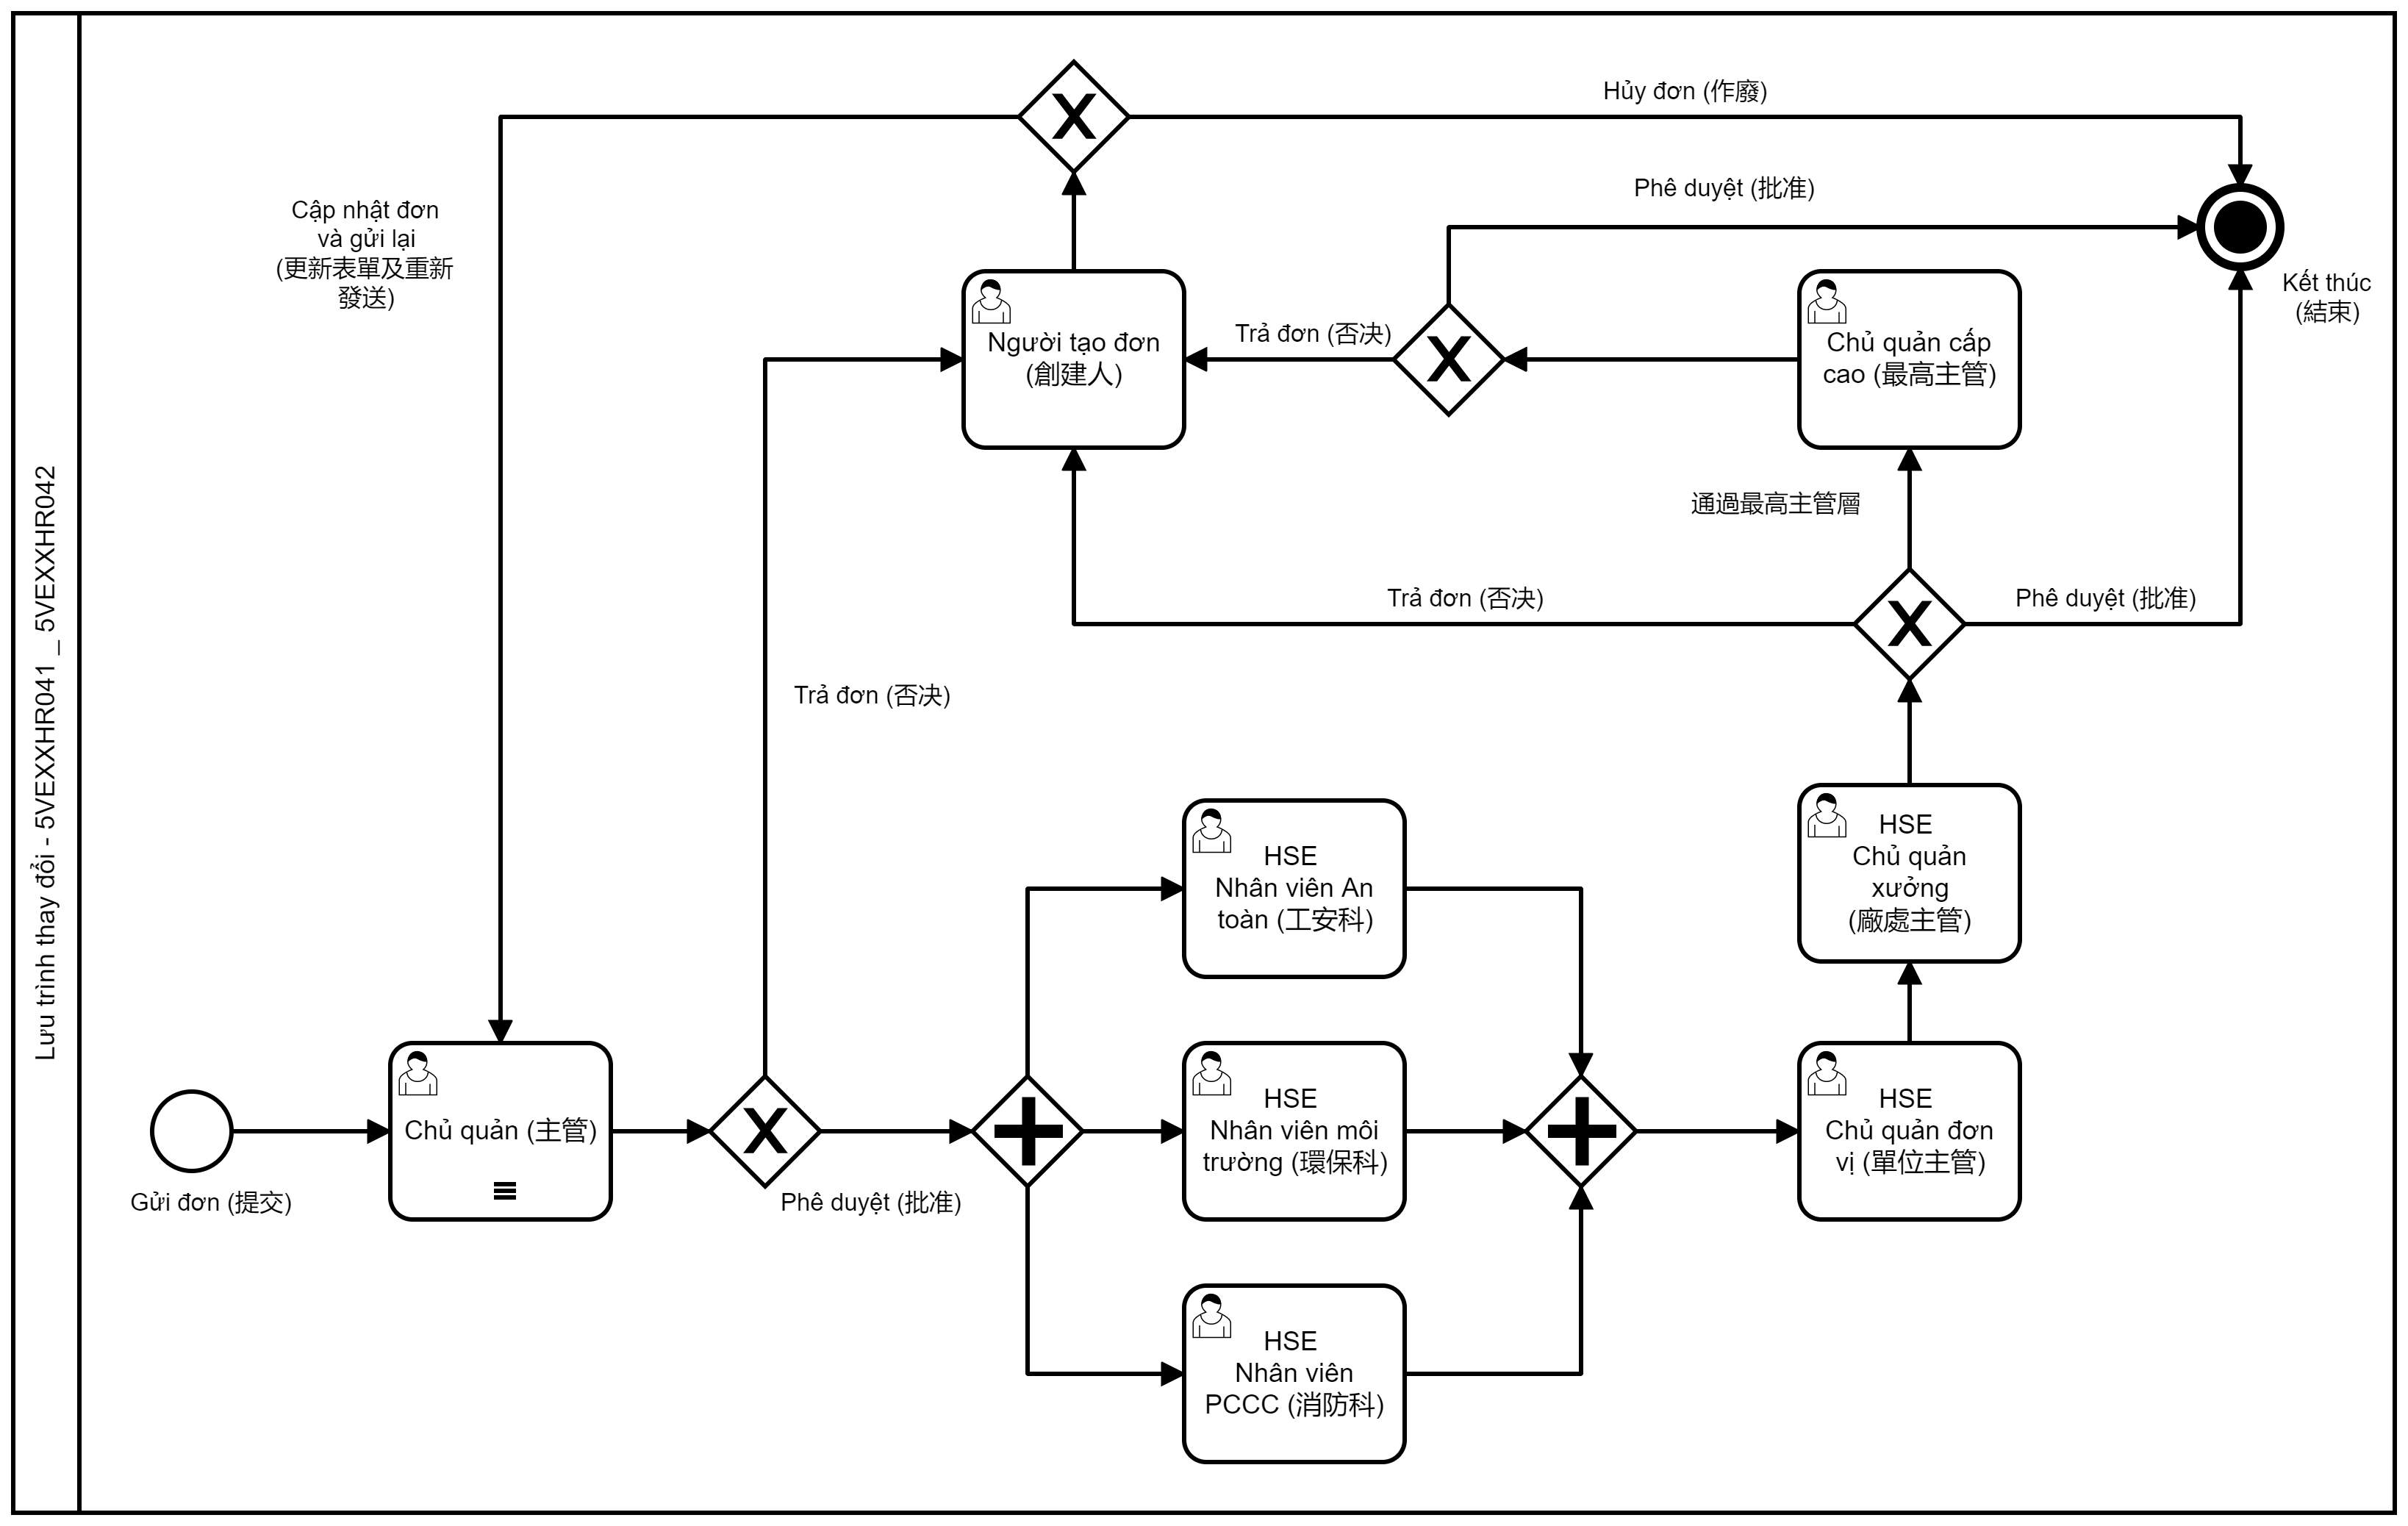 Lưu trình thay đổi - 5VEXXHR041 _ 5VEXXHR042
Hủy đơn (作廢)
Phê duyệt (批准)
Cập nhật đơn
và gửi lại
(更新表單及重新
發送)
Kết thúc
(結束)
Người tạo đơn
(創建人)
Trả đơn (否决)
Chủ quản cấp
cao (最高主管)
通過最高主管層
Trả đơn (否决)
Phê duyệt (批准)
Trả đơn (否决)
HSE
Chủ quản
xưởng
(廠處主管)
HSE
Nhân viên An
toàn (工安科)
Gửi đơn (提交)
Chủ quản (主管)
Phê duyệt (批准)
HSE
Nhân viên môi
trường (環保科)
HSE
Chủ quản đơn
vị (單位主管)
HSE
Nhân viên
PCCC (消防科)